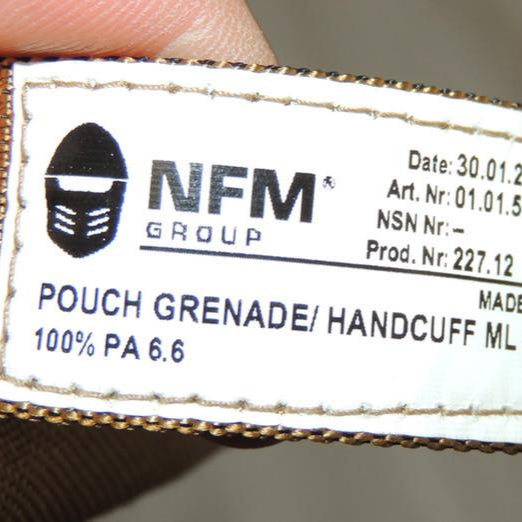 NFM®
GROUP
Date: 30.01.2
Art. Nr: 01.01.5
NSN Nr: –
Prod. Nr: 227.12
MADE
POUCH GRENADE/ HANDCUFF ML
100% PA 6.6